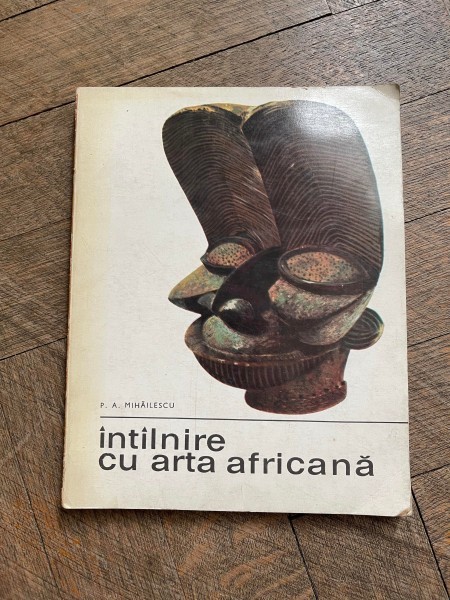 P. A. MIHĂILESCU
întîlnire
cu arta africană